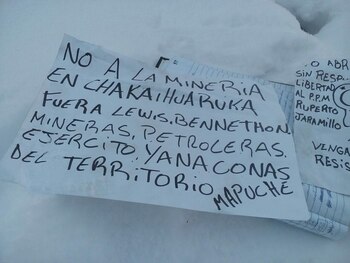 NO A LA MINERIA
EN CHAKAIHUARUKA
FUERA LEWIS, BENNETHON
MINERAS, PETROLERAS,
EJERCITO, YANACONAS
DEL TERRITORIO MAPUCHE
O ABR
SIN RESP
LIBERTAD
AL P.P.M
RUPERTO
JARAMILLO
VENGA
RESIS